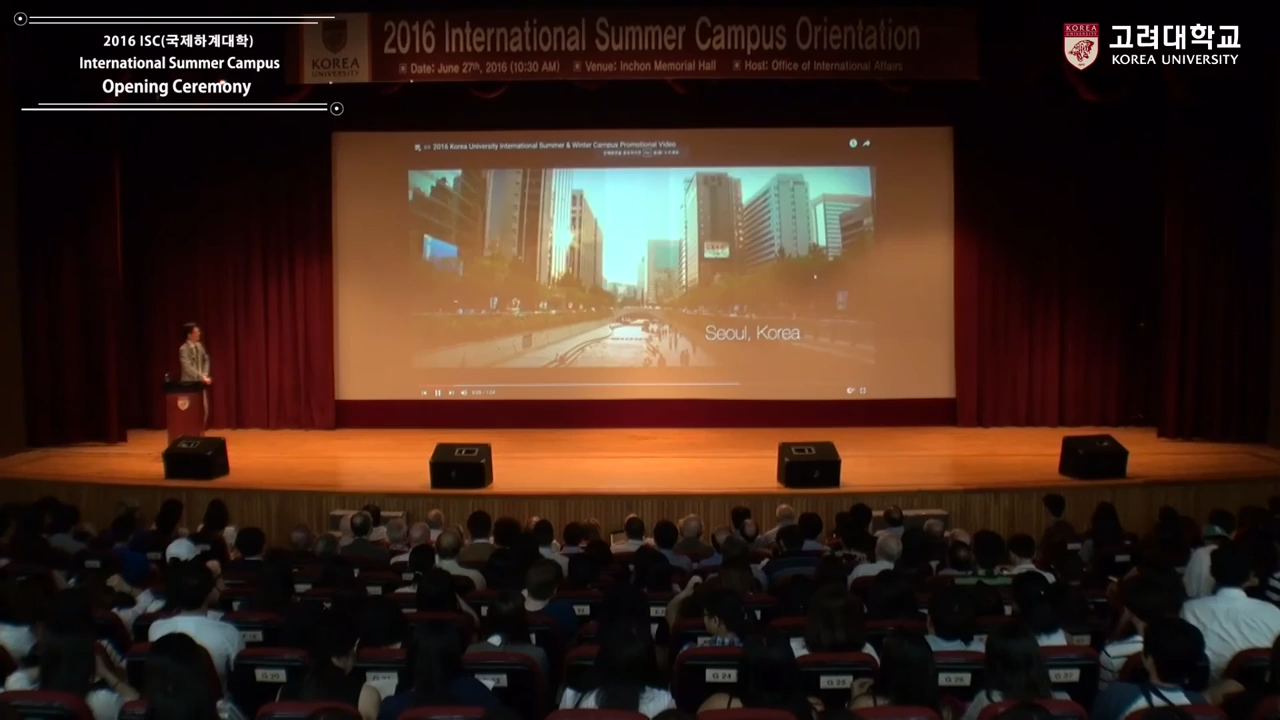 2016 ISC(국제하계대학)
International Summer Campus
Opening Ceremony
KOREA
UNIVERSITY
2016 International Summer Campus Orientation
Date: June 27th, 2016 (10:30 AM) Venue: Inchon Memorial Hall Host: Office of International Affairs
KOREA
UNIVERSITY
고려대학교
KOREA UNIVERSITY
2016 Korea University International Summer & Winter Campus Promotional Video
Seoul, Korea
G 24
G 25
G 26